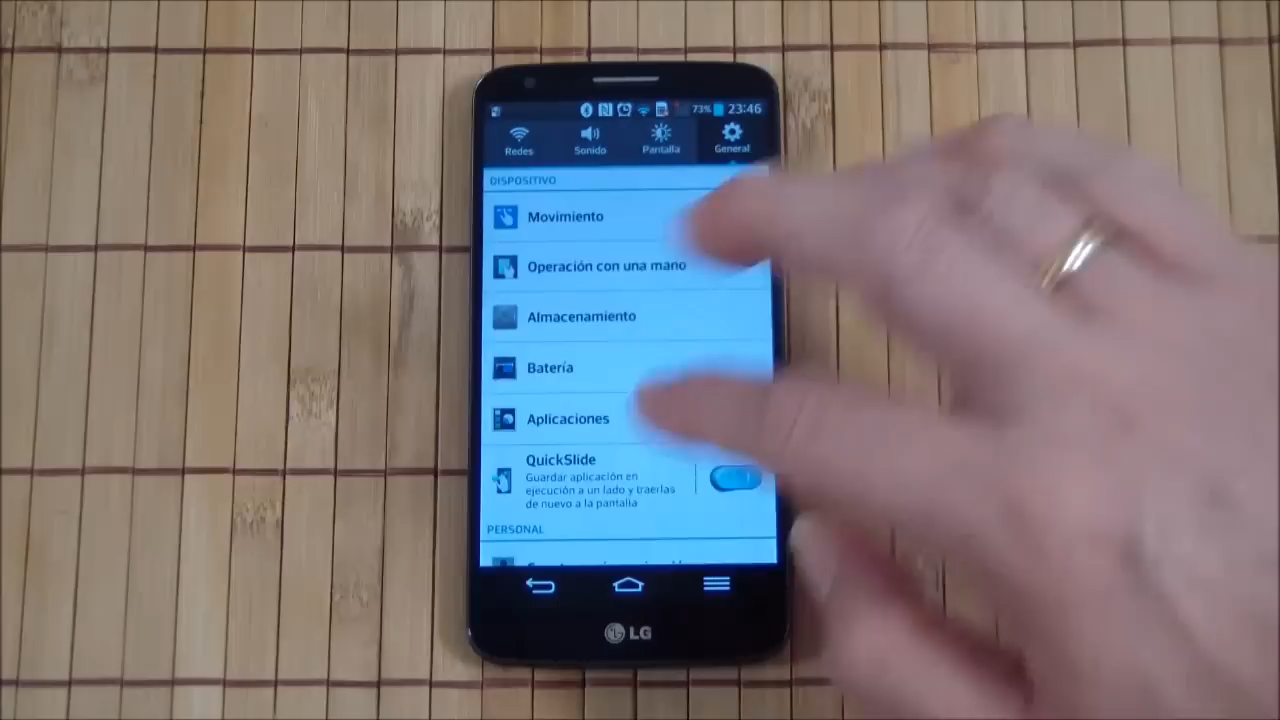 73% 23:46
Redes Sonido Pantalla General
DISPOSITIVO
Movimiento
Operación con una mano
Almacenamiento
Batería
Aplicaciones
QuickSlide
Guardar aplicación en
ejecución a un lado y traerlas
de nuevo a la pantalla
PERSONAL
LG